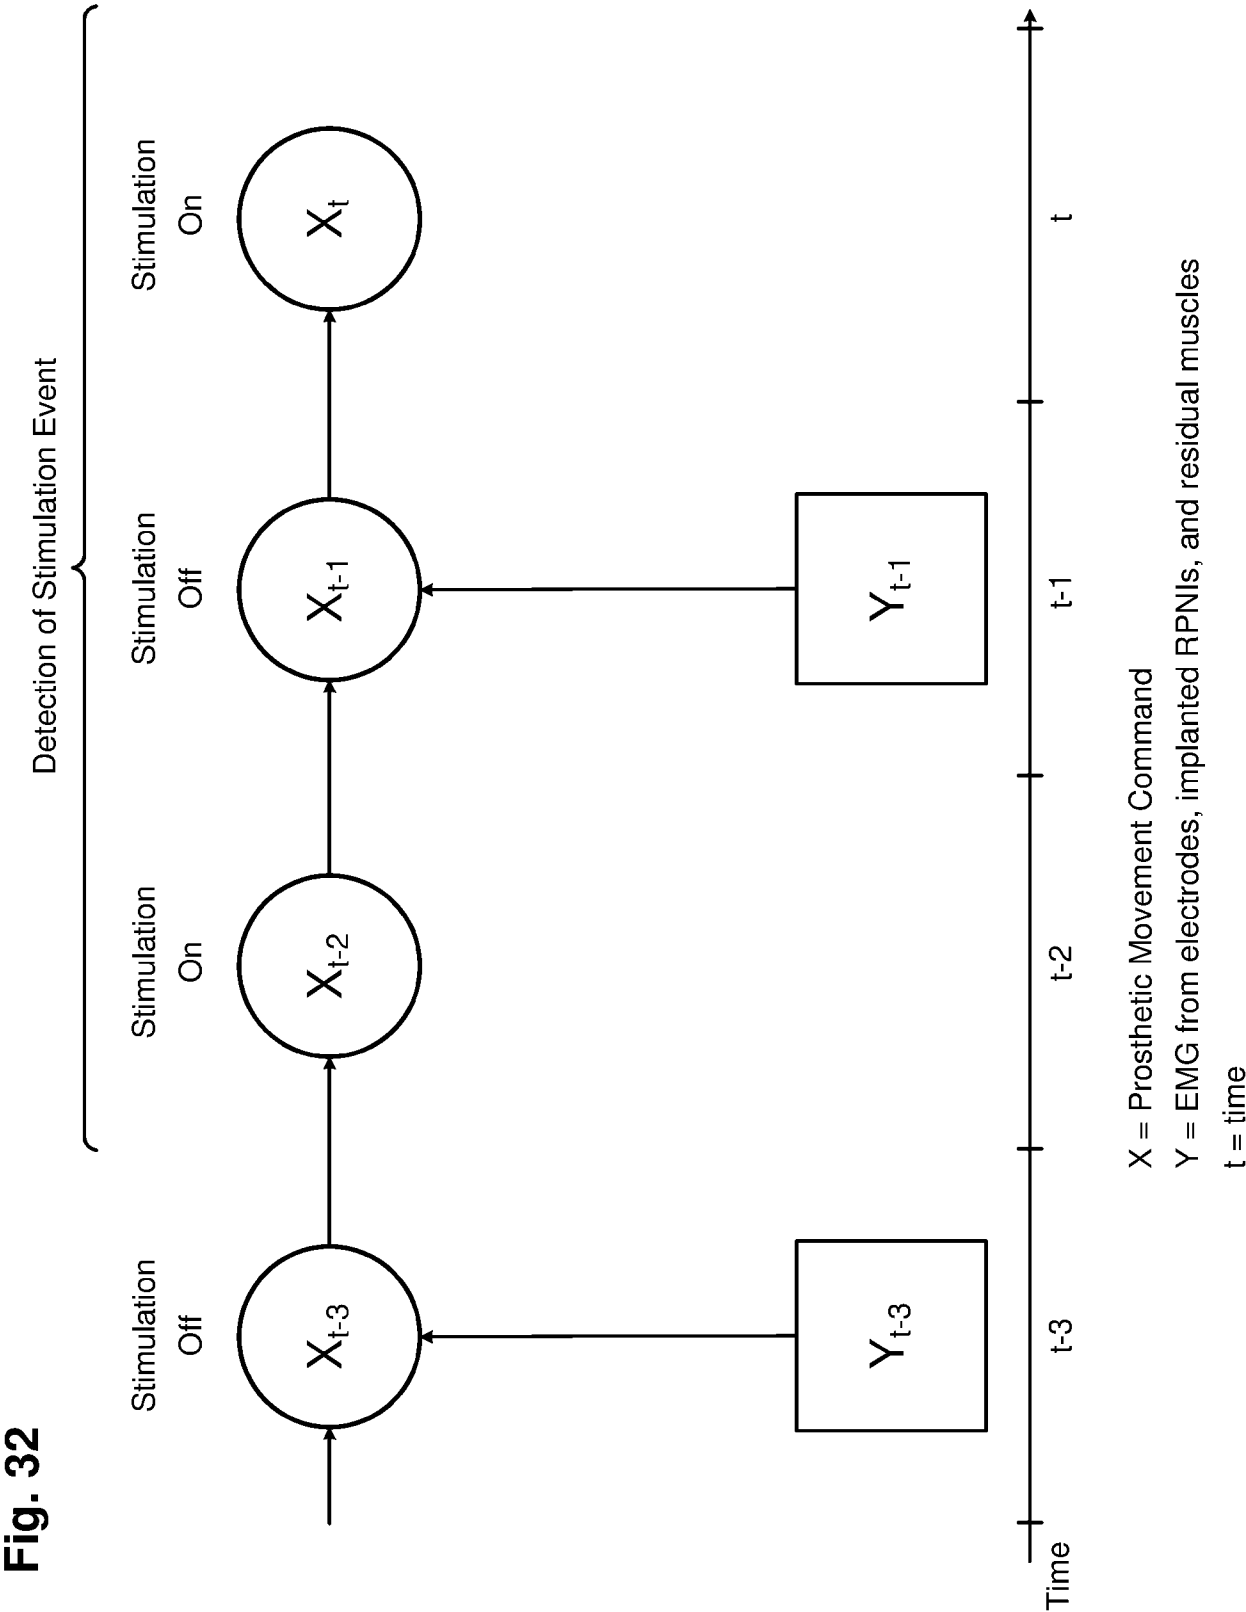 Fig. 32
Detection of Stimulation Event
Stimulation Off
Stimulation On
Stimulation Off
Stimulation On
Xt-3
Xt-2
Xt-1
Xt
Yt-3
Yt-1
Time
t-3
t-2
t-1
t
X = Prosthetic Movement Command
Y = EMG from electrodes, implanted RPNIs, and residual muscles
t = time